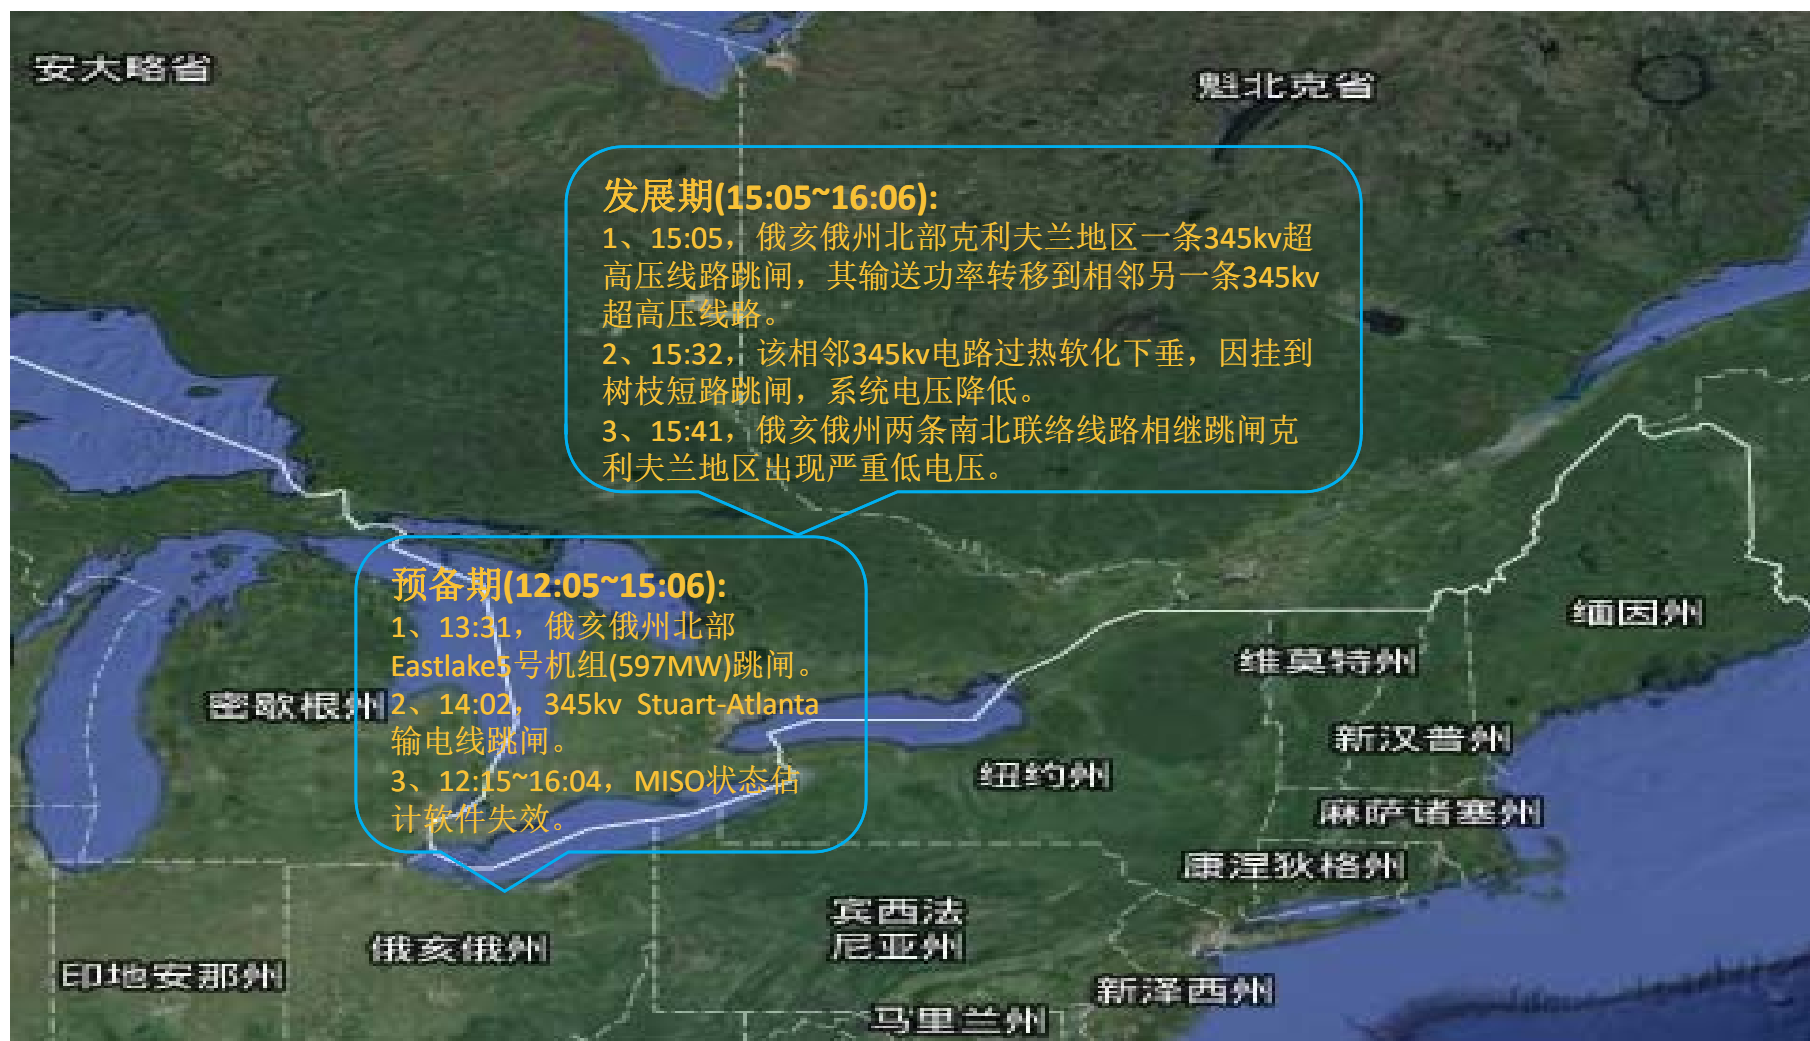 安大略省
魁北克省
发展期(15:05~16:06):
1、15:05，俄亥俄州北部克利夫兰地区一条345kv超
高压线路跳闸，其输送功率转移到相邻另一条345kv
超高压线路。
2、15:32，该相邻345kv电路过热软化下垂，因挂到
树枝短路跳闸，系统电压降低。
3、15:41，俄亥俄州两条南北联络线路相继跳闸克
利夫兰地区出现严重低电压。
预备期(12:05~15:06):
1、13:31，俄亥俄州北部
Eastlake5号机组(597MW)跳闸。
2、14:02，345kv Stuart-Atlanta
输电线跳闸。
3、12:15~16:04，MISO状态估
计软件失效。
缅因州
维莫特州
密歇根州
新汉普州
纽约州
麻萨诸塞州
康涅狄格州
宾西法
尼亚州
俄亥俄州
印地安那州
新泽西州
马里兰州